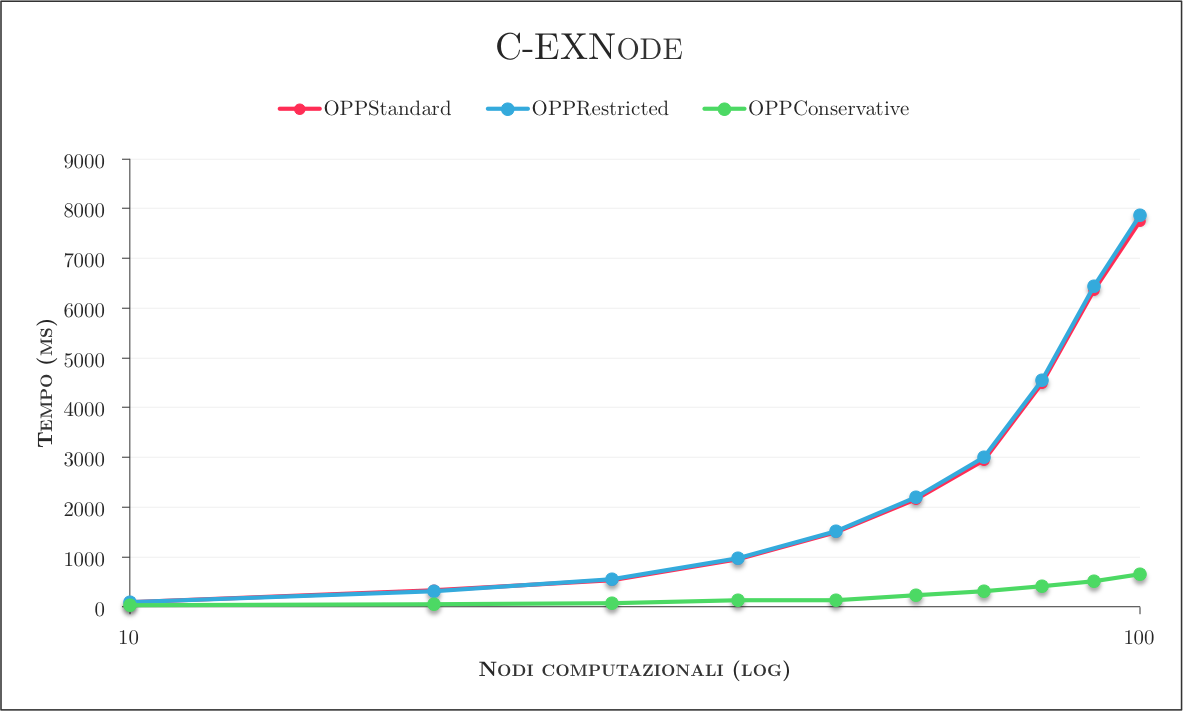 C-EXNode
OPPStandard OPPRestricted OPPConservative
9000
8000
7000
6000
5000
4000
3000
2000
1000
0
Tempo (ms)
10 100
Nodi computazionali (log)